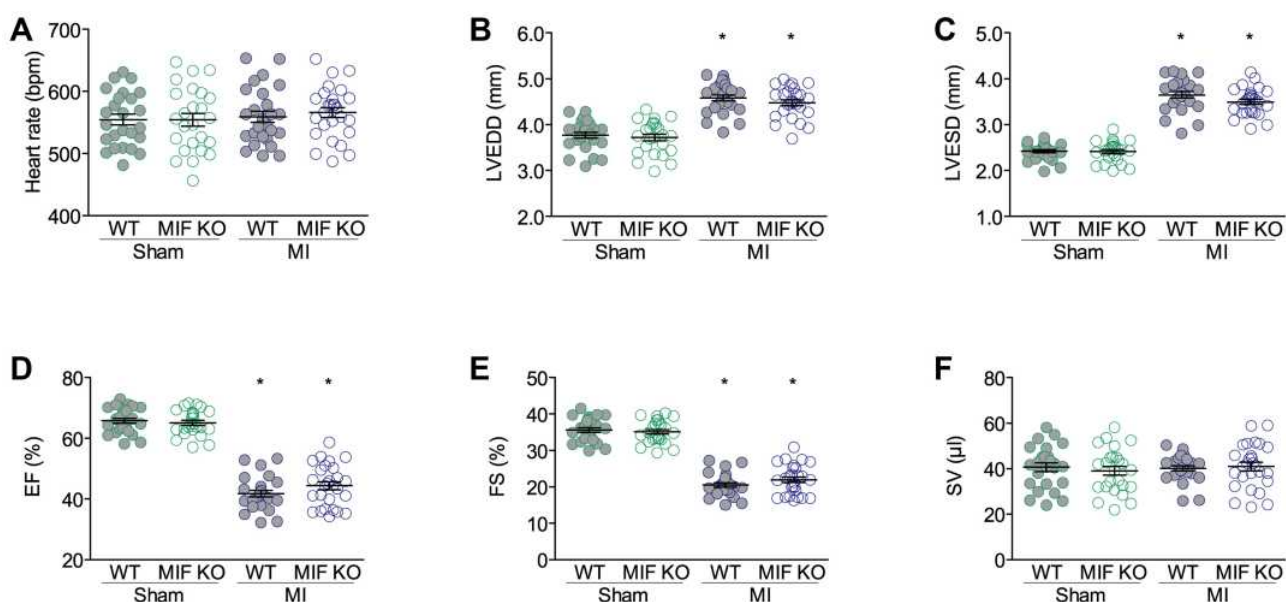 A
Heart rate (bpm)
700
600
500
400
WT MIF KO WT MIF KO
Sham MI
B
LVEDD (mm)
6.0
5.0
4.0
3.0
2.0
* *
WT MIF KO WT MIF KO
Sham MI
C
LVESD (mm)
5.0
4.0
3.0
2.0
1.0
* *
WT MIF KO WT MIF KO
Sham MI
D
EF (%)
80
60
40
20
* *
WT MIF KO WT MIF KO
Sham MI
E
FS (%)
50
40
30
20
10
0
* *
WT MIF KO WT MIF KO
Sham MI
F
SV (µl)
80
60
40
20
0
WT MIF KO WT MIF KO
Sham MI